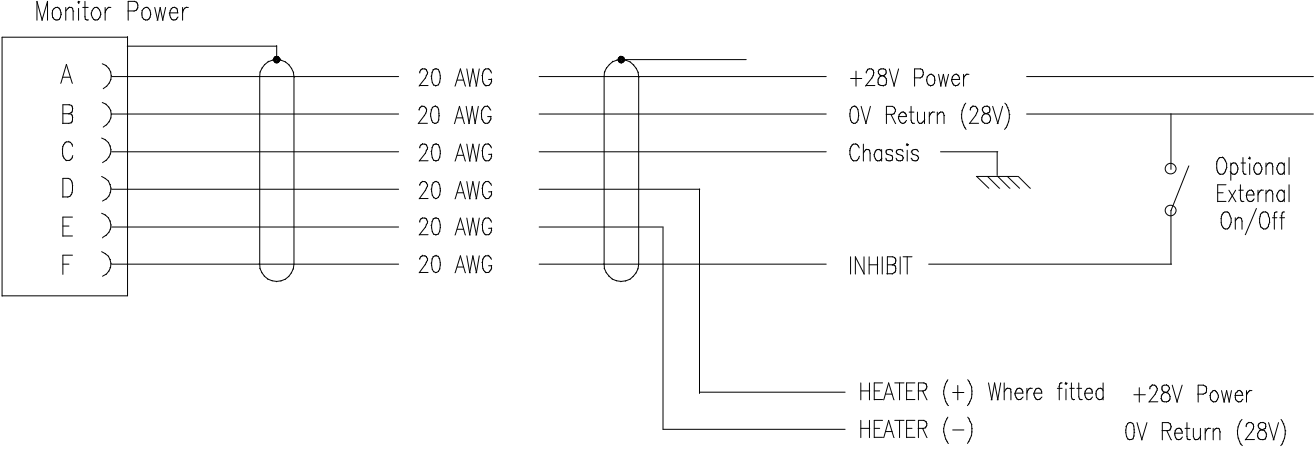 Monitor Power
A 20 AWG +28V Power
B 20 AWG 0V Return (28V)
C 20 AWG Chassis
D 20 AWG
E 20 AWG
F 20 AWG INHIBIT
Optional
External
On/Off
HEATER (+) Where fitted +28V Power
HEATER (-) 0V Return (28V)